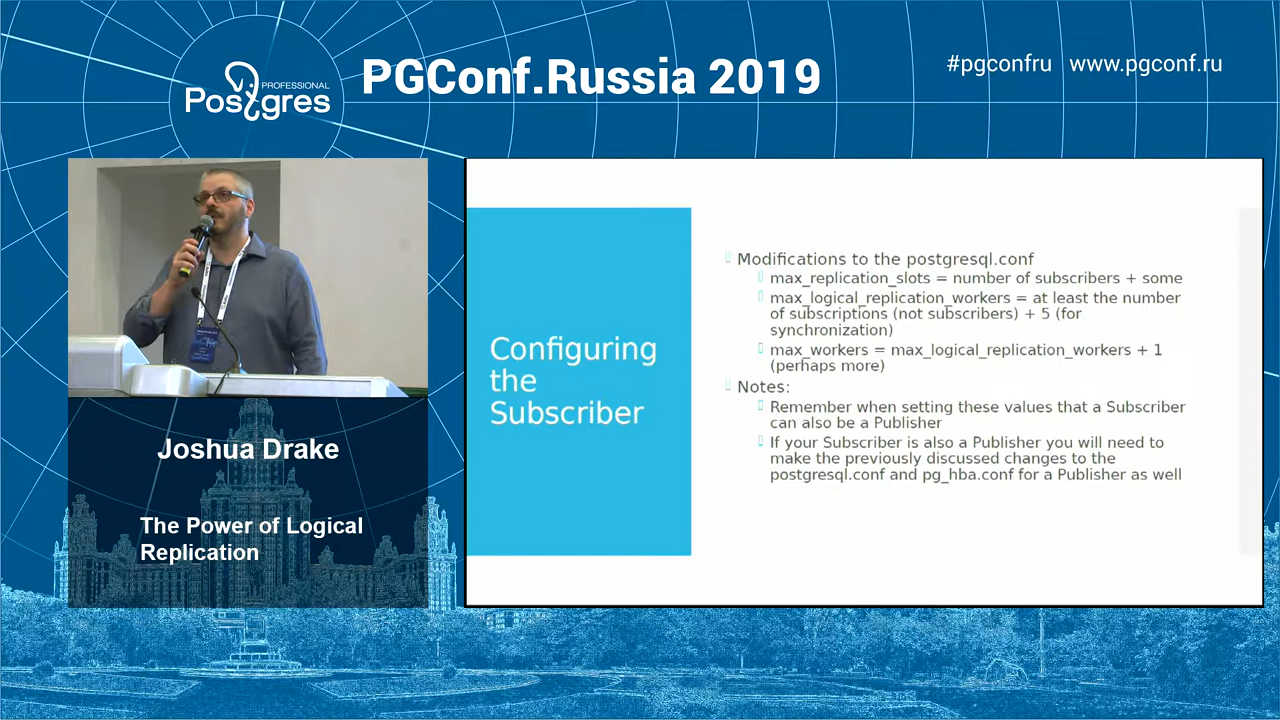 PROFESSIONAL
Postgres
PGConf.Russia 2019
#pgconfru www.pgconf.ru
Joshua Drake
The Power of Logical
Replication
Configuring
the
Subscriber
Modifications to the postgresql.conf
max_replication_slots = number of subscribers + some
max_logical_replication_workers = at least the number
of subscriptions (not subscribers) + 5 (for
synchronization)
max_workers = max_logical_replication_workers + 1
(perhaps more)
Notes:
Remember when setting these values that a Subscriber
can also be a Publisher
If your Subscriber is also a Publisher you will need to
make the previously discussed changes to the
postgresql.conf and pg_hba.conf for a Publisher as well